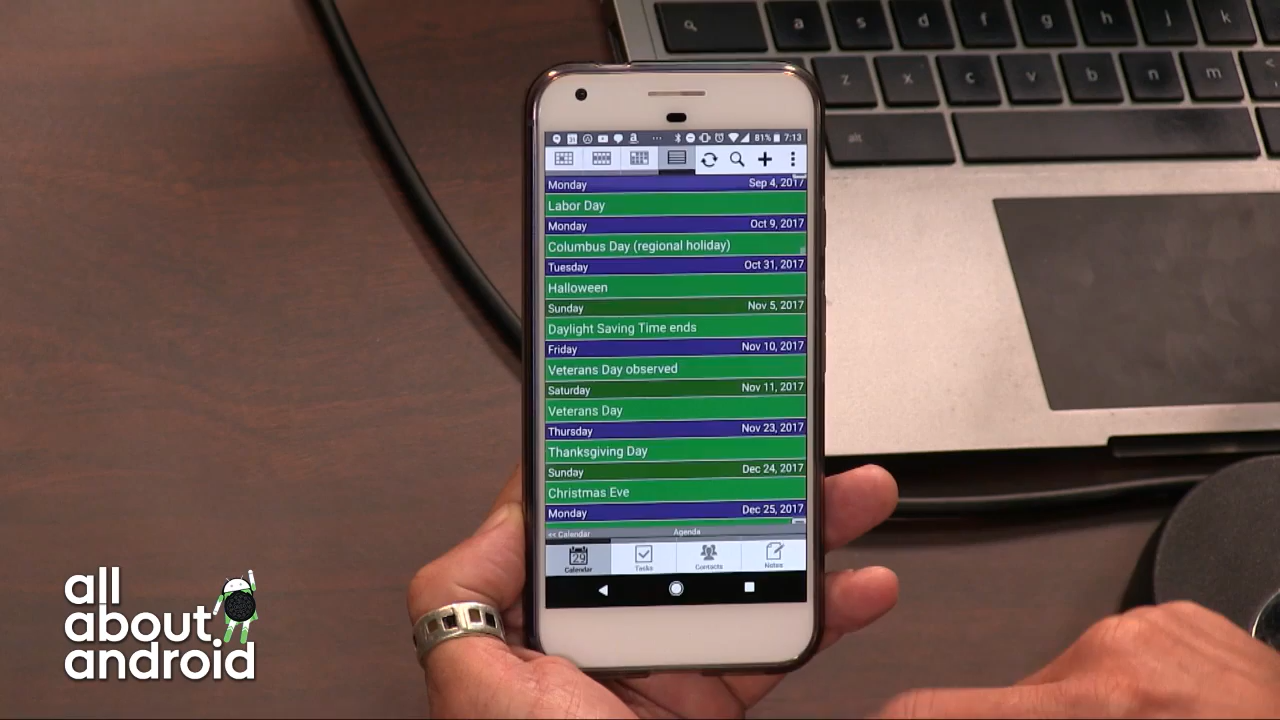 a s d f g h j k
z x c v b n m <
alt
81% 7:13
Monday Sep 4, 2017
Labor Day
Monday Oct 9, 2017
Columbus Day (regional holiday)
Tuesday Oct 31, 2017
Halloween
Sunday Nov 5, 2017
Daylight Saving Time ends
Friday Nov 10, 2017
Veterans Day observed
Saturday Nov 11, 2017
Veterans Day
Thursday Nov 23, 2017
Thanksgiving Day
Sunday Dec 24, 2017
Christmas Eve
Monday Dec 25, 2017
<< Calendar Agenda
29
Calendar Tasks Contacts Notes
all
about
android